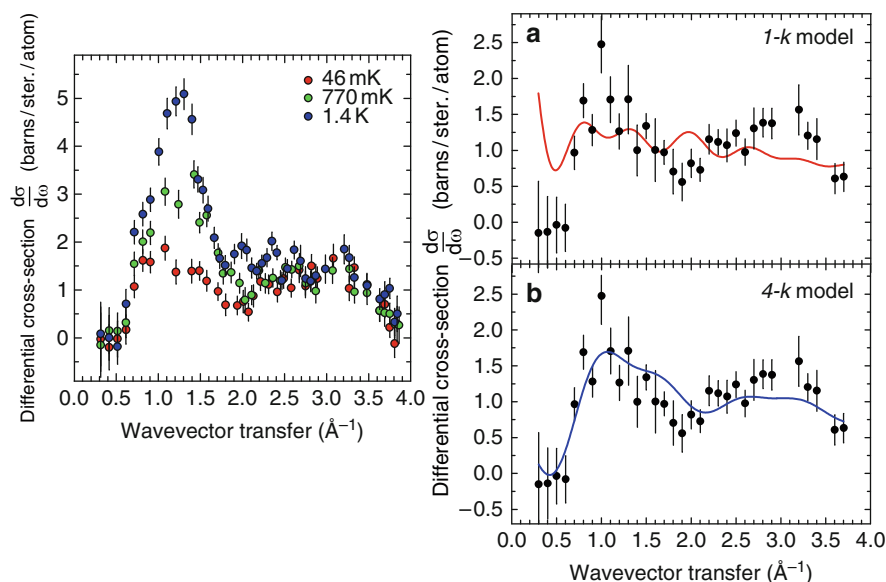 Differential cross-section dσ/dω (barns/ster./atom)
5
4
3
2
1
0
46 mK
770 mK
1.4 K
0.0 0.5 1.0 1.5 2.0 2.5 3.0 3.5 4.0
Wavevector transfer (Å⁻¹)
Differential cross-section dσ/dω (barns/ster./atom)
a
1-k model
2.5
2.0
1.5
1.0
0.5
0.0
−0.5
b
4-k model
2.5
2.0
1.5
1.0
0.5
0.0
−0.5
0.0 0.5 1.0 1.5 2.0 2.5 3.0 3.5 4.0
Wavevector transfer (Å⁻¹)